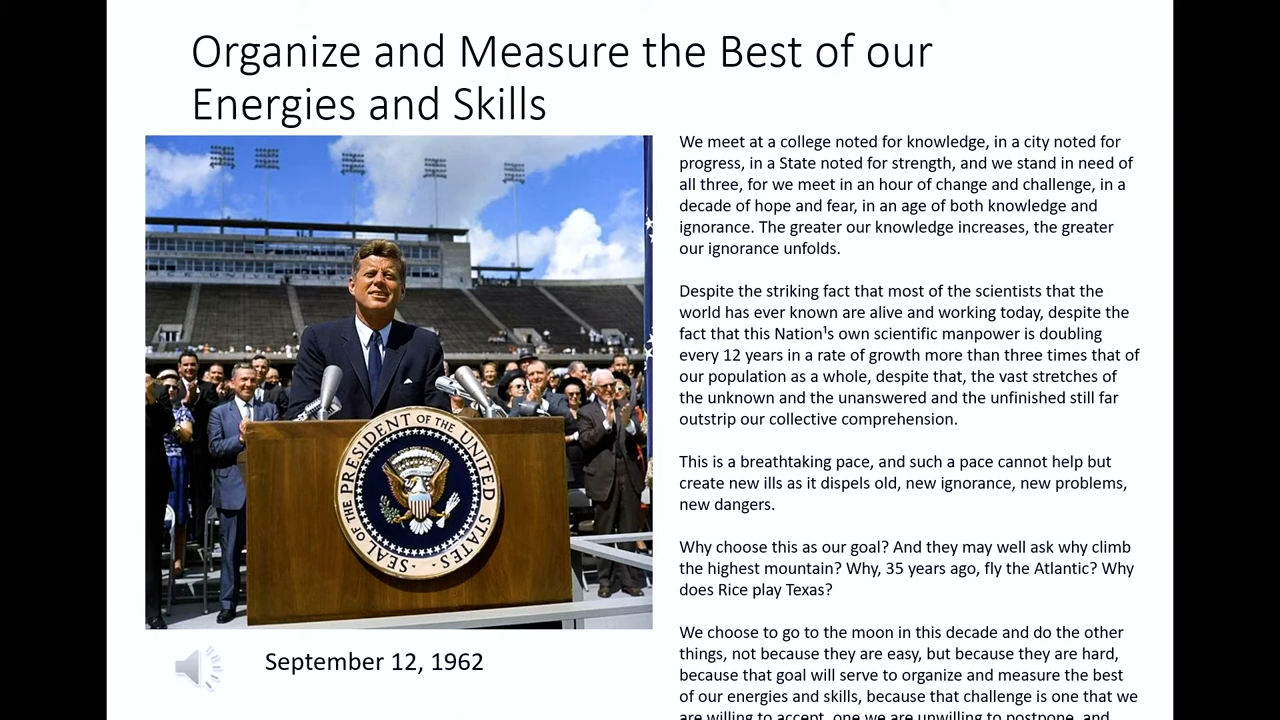 Organize and Measure the Best of our
Energies and Skills
We meet at a college noted for knowledge, in a city noted for
progress, in a State noted for strength, and we stand in need of
all three, for we meet in an hour of change and challenge, in a
decade of hope and fear, in an age of both knowledge and
ignorance. The greater our knowledge increases, the greater
our ignorance unfolds.
Despite the striking fact that most of the scientists that the
world has ever known are alive and working today, despite the
fact that this Nation¹s own scientific manpower is doubling
every 12 years in a rate of growth more than three times that of
our population as a whole, despite that, the vast stretches of
the unknown and the unanswered and the unfinished still far
outstrip our collective comprehension.
This is a breathtaking pace, and such a pace cannot help but
create new ills as it dispels old, new ignorance, new problems,
new dangers.
Why choose this as our goal? And they may well ask why climb
the highest mountain? Why, 35 years ago, fly the Atlantic? Why
does Rice play Texas?
We choose to go to the moon in this decade and do the other
things, not because they are easy, but because they are hard,
because that goal will serve to organize and measure the best
of our energies and skills, because that challenge is one that we
are willing to accept, one we are unwilling to postpone, and
SEAL OF THE PRESIDENT OF THE UNITED STATES
September 12, 1962